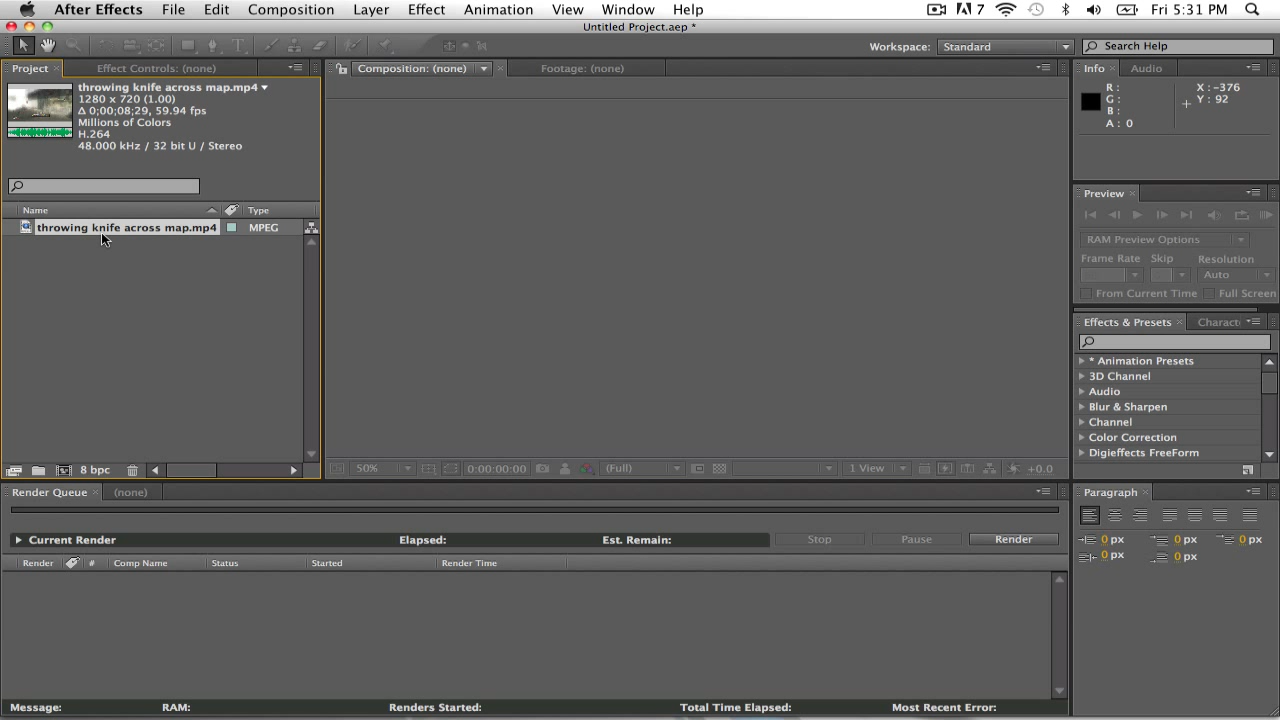 After Effects File Edit Composition Layer Effect Animation View Window Help 7 Fri 5:31 PM
Untitled Project.aep *
Workspace: Standard Search Help
Project Effect Controls: (none) Composition: (none) Footage: (none) Info Audio
throwing knife across map.mp4
1280 x 720 (1.00)
Δ 0;00;08;29, 59.94 fps
Millions of Colors
H.264
48.000 kHz / 32 bit U / Stereo
R: X: -376
G: Y: 92
B:
A: 0
Preview
RAM Preview Options
Frame Rate Skip Resolution
Auto
From Current Time Full Screen
Name Type
throwing knife across map.mp4 MPEG
Effects & Presets Charact
* Animation Presets
3D Channel
Audio
Blur & Sharpen
Channel
Color Correction
Digieffects FreeForm
8 bpc 50% 0:00:00:00 (Full) 1 View +0.0
Render Queue (none) Paragraph
Current Render Elapsed: Est. Remain: Stop Pause Render
0 px 0 px 0 px
0 px 0 px
Render # Comp Name Status Started Render Time
Message: RAM: Renders Started: Total Time Elapsed: Most Recent Error: